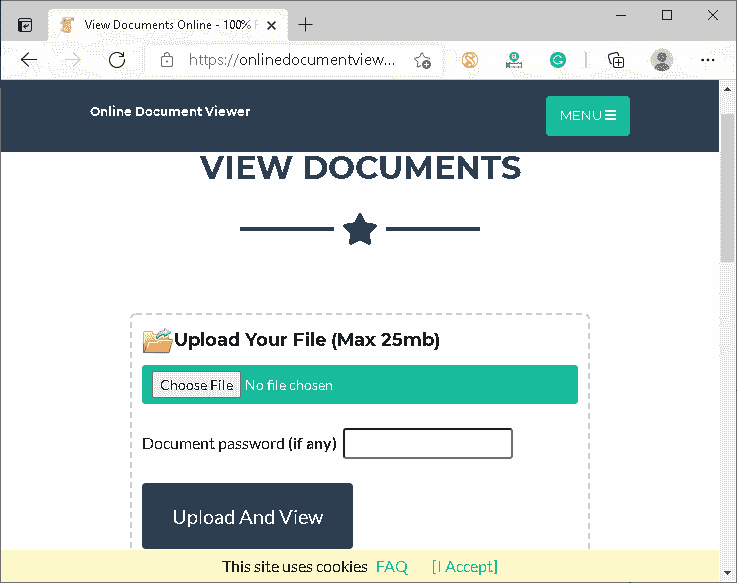 View Documents Online - 100% F
https://onlinedocumentview...
Online Document Viewer
MENU
VIEW DOCUMENTS
Upload Your File (Max 25mb)
Choose File No file chosen
Document password (if any)
Upload And View
This site uses cookies FAQ [I Accept]